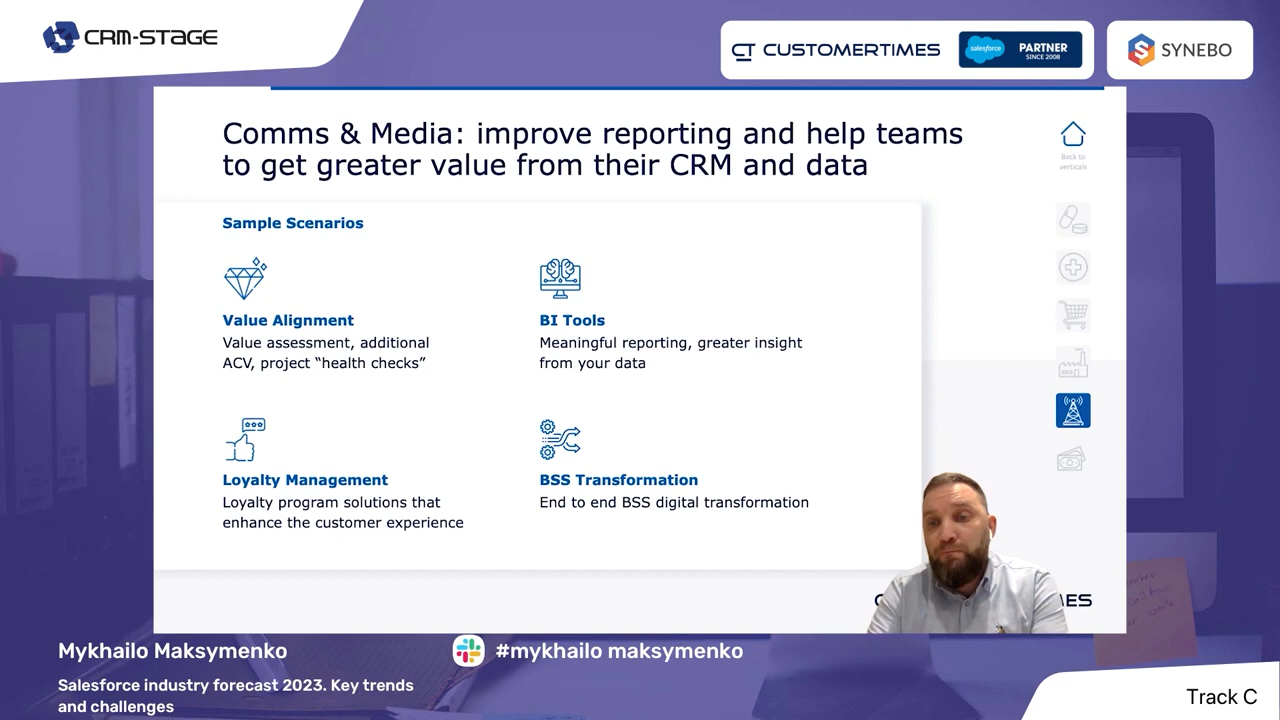 CRM-STAGE
CT CUSTOMERTIMES
salesforce
PARTNER
SINCE 2008
SYNEBO
Comms & Media: improve reporting and help teams
to get greater value from their CRM and data
Back to
verticals
Sample Scenarios
Value Alignment
Value assessment, additional
ACV, project “health checks”
BI Tools
Meaningful reporting, greater insight
from your data
Loyalty Management
Loyalty program solutions that
enhance the customer experience
BSS Transformation
End to end BSS digital transformation
MES
Mykhailo Maksymenko
#mykhailo maksymenko
Salesforce industry forecast 2023. Key trends
and challenges
Track C